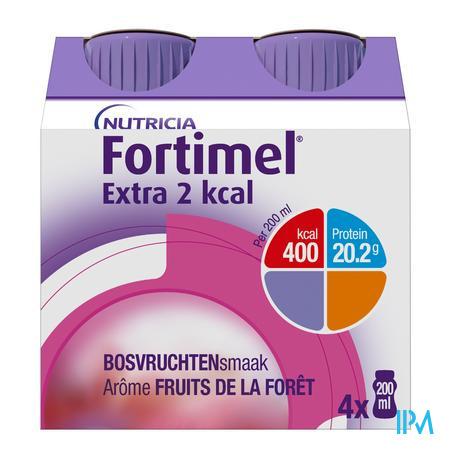 NUTRICIA
Fortimel®
Extra 2 kcal
Per 200 ml
kcal
400
Protein
20.2g
BOSVRUCHTENsmaak
Arôme FRUITS DE LA FORÊT
4x
200
ml
IPM